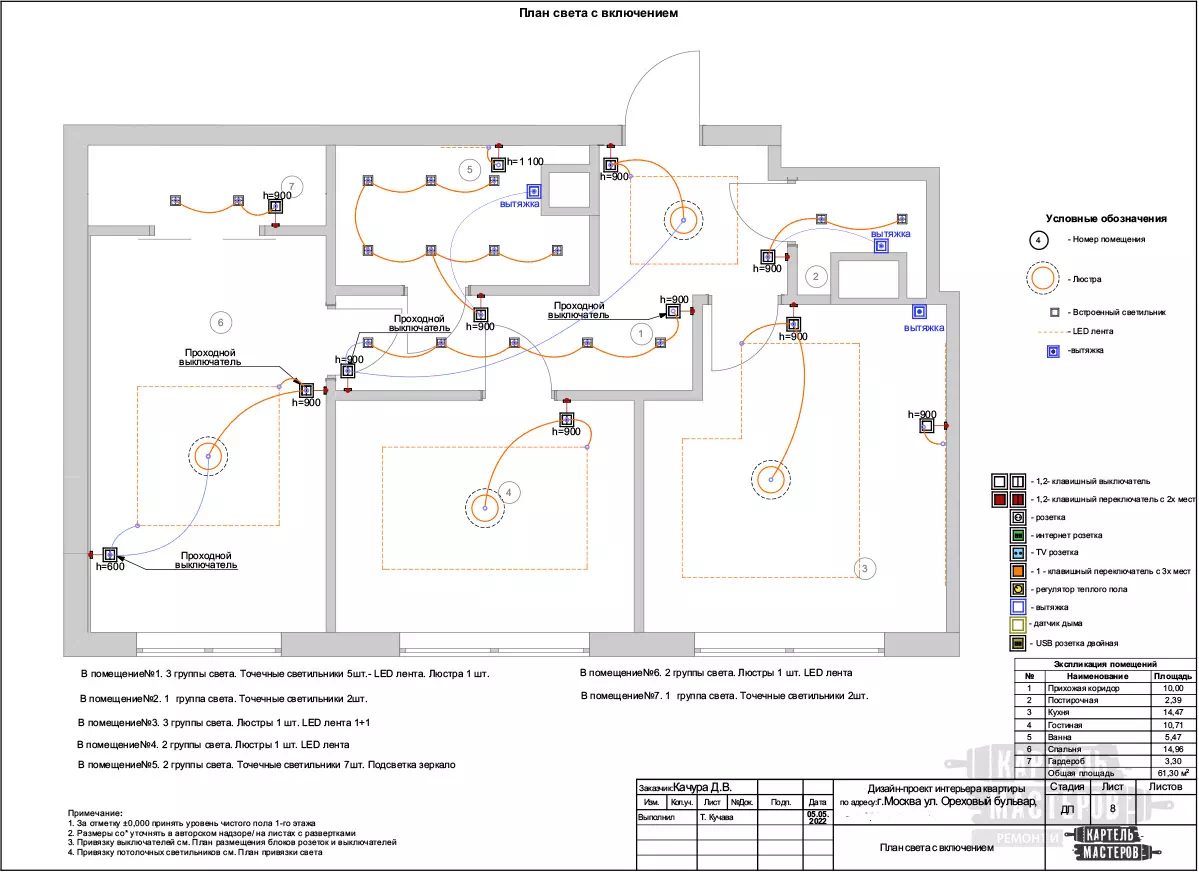 План света с включением
7
h=900
5
h=1 100
вытяжка
h=900
вытяжка
h=900
2
вытяжка
6
Проходной
выключатель
h=900
Проходной
выключатель
h=900
h=900
1
h=900
Проходной
выключатель
h=900
h=900
h=900
h=900
4
3
h=600
Проходной
выключатель
Условные обозначения
4 - Номер помещения
- Люстра
- Встроенный светильник
- LED лента
-вытяжка
- 1,2- клавишный выключатель
- 1,2- клавишный переключатель с 2х мест
- розетка
- интернет розетка
- TV розетка
- 1 - клавишный переключатель с 3х мест
- регулятор теплого пола
- вытяжка
- датчик дыма
- USB розетка двойная
В помещение№1. 3 группы света. Точечные светильники 5шт.- LED лента. Люстра 1 шт.
В помещение№2. 1 группа света. Точечные светильники 2шт.
В помещение№3. 3 группы света. Люстры 1 шт. LED лента 1+1
В помещение№4. 2 группы света. Люстры 1 шт. LED лента
В помещение№5. 2 группы света. Точечные светильники 7шт. Подсветка зеркало
В помещение№6. 2 группы света. Люстры 1 шт. LED лента
В помещение№7. 1 группа света. Точечные светильники 2шт.
Экспликация помещений
№ Наименование Площадь
1 Прихожая коридор 10,00
2 Постирочная 2,39
3 Кухня 14,47
4 Гостиная 10,71
5 Ванна 5,47
6 Спальня 14,96
7 Гардероб 3,30
Общая площадь 61,30 м²
Примечание:
1. За отметку ±0,000 принять уровень чистого пола 1-го этажа
2. Размеры со* уточнять в авторском надзоре/на листах с развертками
3. Привязку выключателей см. План размещения блоков розеток и выключателей
4. Привязку потолочных светильников см. План привязки света
Заказчик:Качура Д.В.
Изм. Кол.уч. Лист №Док. Подп. Дата
Выполил Т. Кучава 05.05.
2022
Дизайн-проект интерьера квартиры
по адресу:г.Москва ул. Ореховый бульвар,
Стадия Лист Листов
ДП 8
План света с включением
КАРТЕЛЬ
МАСТЕРОВ
РЕМОНТИ
КАРТЕЛЬ
МАСТЕРОВ